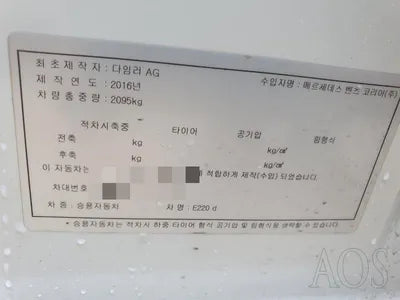 최초제작자 : 다임러 AG 수입자명 : 메르세데스 벤츠 코리아(주)
제 작 연 도 : 2016년
차 량 총 중 량 : 2095kg
적차시축중 타이어 공기압 림형식
전축 kg kg/㎠
후축 kg kg/㎠
이 자동차는 게 적합하게 제작(수입) 되었습니다.
차대번호
차 종 : 승용자동차 차 명 : E220 d
* 승용자동차는 적차시 하중 타이어 형식 공기압 및 림형식을 생략할 수 있습니다.
AOS